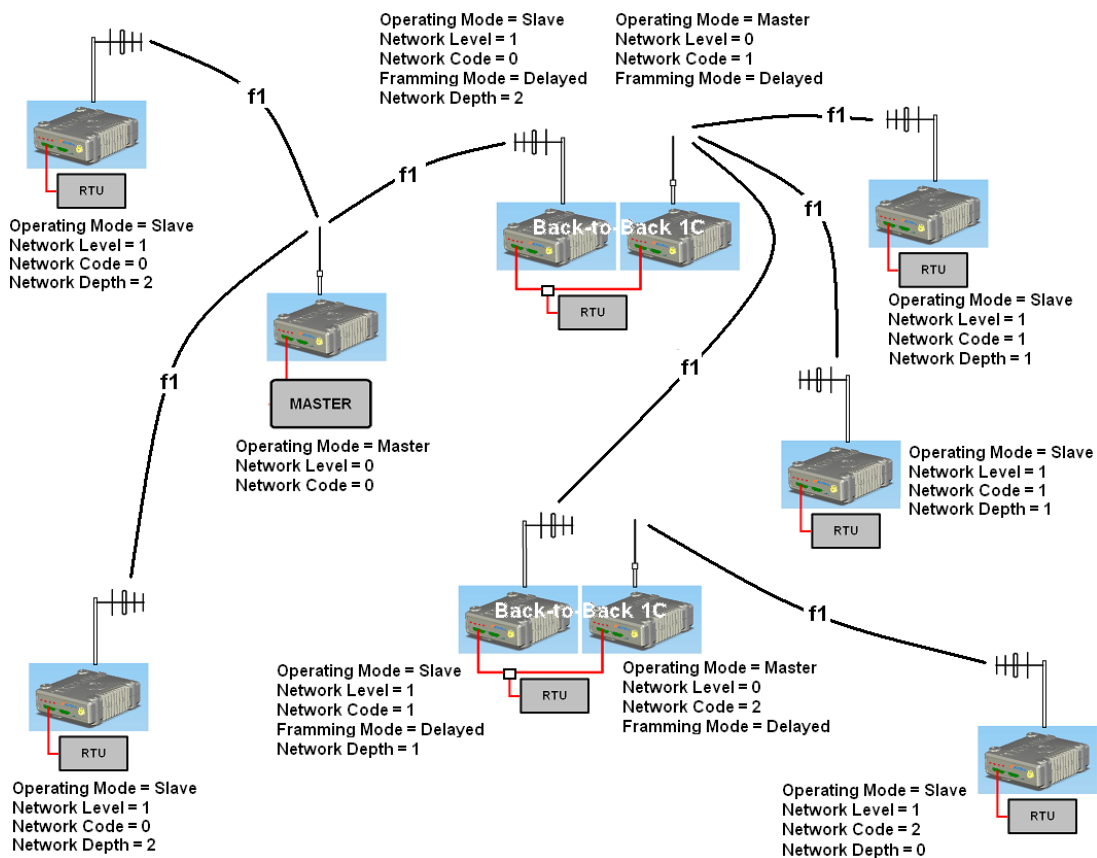 Operating Mode = Slave
Network Level = 1
Network Code = 0
Framming Mode = Delayed
Network Depth = 2
Operating Mode = Master
Network Level = 0
Network Code = 1
Framming Mode = Delayed
f1
RTU
Operating Mode = Slave
Network Level = 1
Network Code = 0
Network Depth = 2
f1
f1
RTU
Operating Mode = Slave
Network Level = 1
Network Code = 1
Network Depth = 1
Back-to-Back 1C
RTU
f1
MASTER
Operating Mode = Master
Network Level = 0
Network Code = 0
f1
f1
Operating Mode = Slave
Network Level = 1
Network Code = 1
Network Depth = 1
RTU
Back-to-Back 1C
RTU
Operating Mode = Slave
Network Level = 1
Network Code = 1
Framming Mode = Delayed
Network Depth = 1
Operating Mode = Master
Network Level = 0
Network Code = 2
Framming Mode = Delayed
f1
RTU
Operating Mode = Slave
Network Level = 1
Network Code = 0
Network Depth = 2
RTU
Operating Mode = Slave
Network Level = 1
Network Code = 2
Network Depth = 0